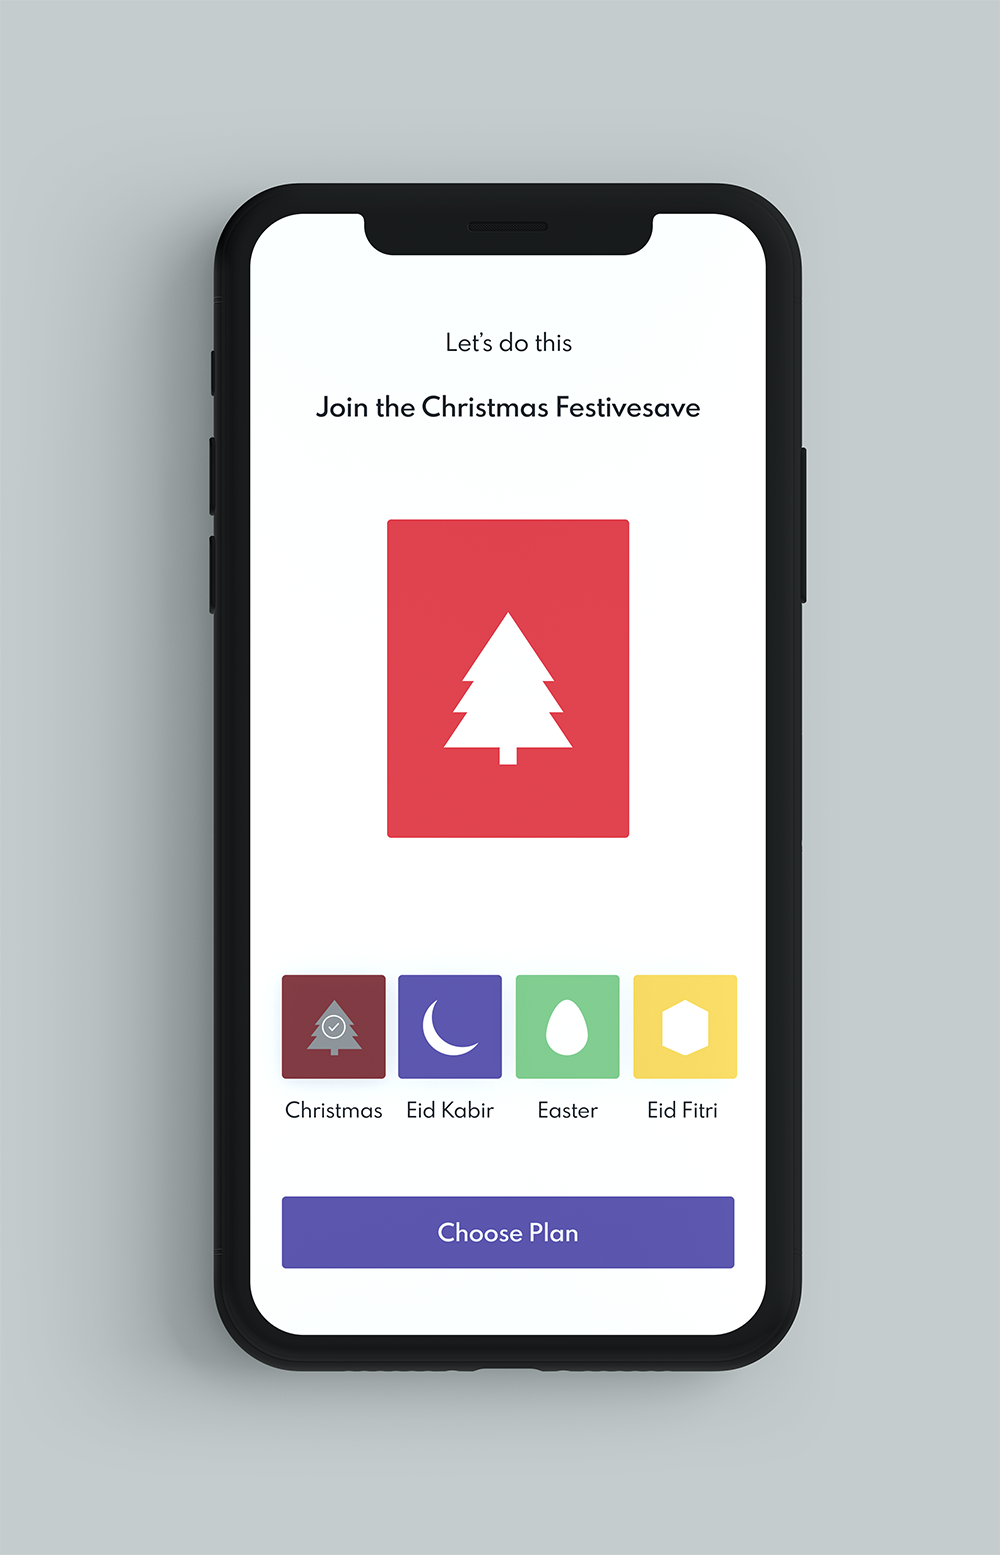 Let's do this
Join the Christmas Festivesave
Christmas
Eid Kabir
Easter
Eid Fitri
Choose Plan